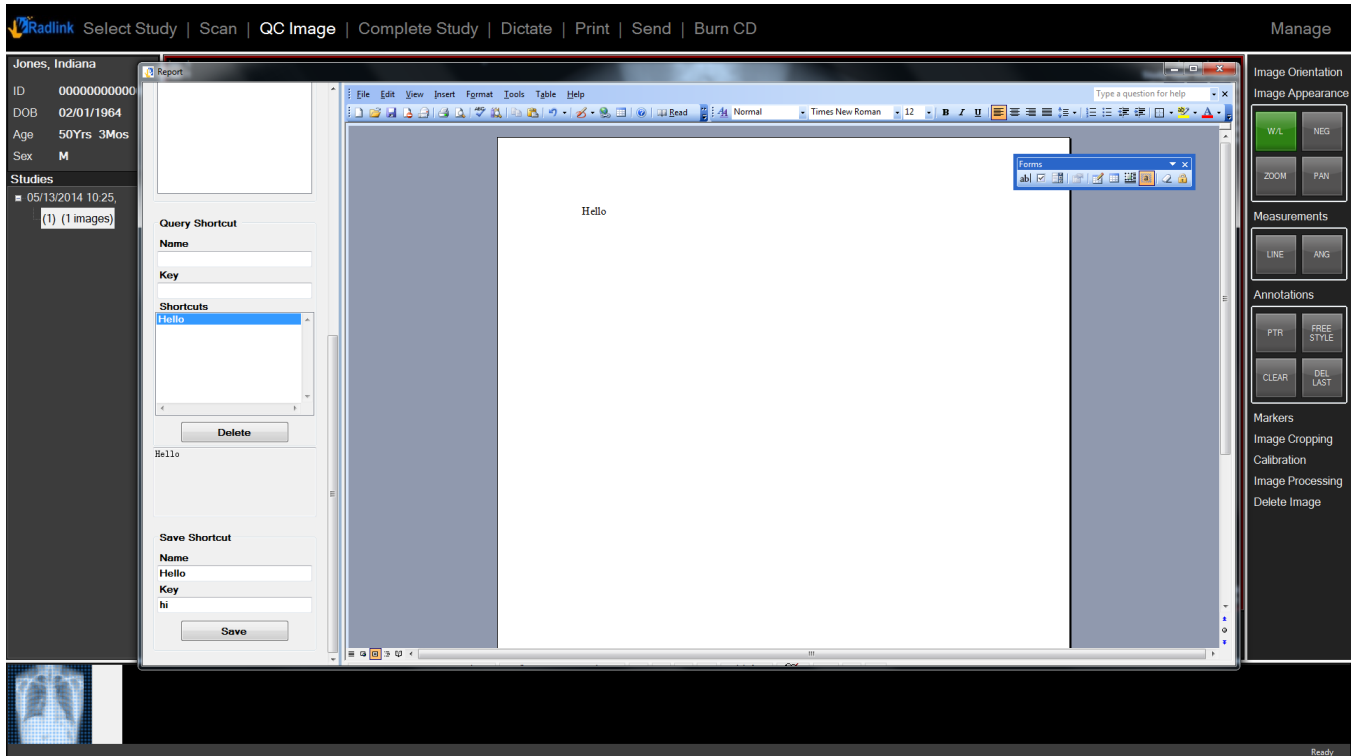 Radlink Select Study | Scan | QC Image | Complete Study | Dictate | Print | Send | Burn CD Manage
Jones, Indiana
ID 00000000000
DOB 02/01/1964
Age 50Yrs 3Mos
Sex M
Studies
05/13/2014 10:25,
(1) (1 images)
Report
Query Shortcut
Name
Key
Shortcuts
Hello
Delete
Hello
Save Shortcut
Name
Hello
Key
hi
Save
File Edit View Insert Format Tools Table Help Type a question for help
Read Normal Times New Roman 12 B I U
Forms
ab|
Hello
Image Orientation
Image Appearance
W/L NEG
ZOOM PAN
Measurements
LINE ANG
Annotations
PTR FREE STYLE
CLEAR DEL LAST
Markers
Image Cropping
Calibration
Image Processing
Delete Image
Ready